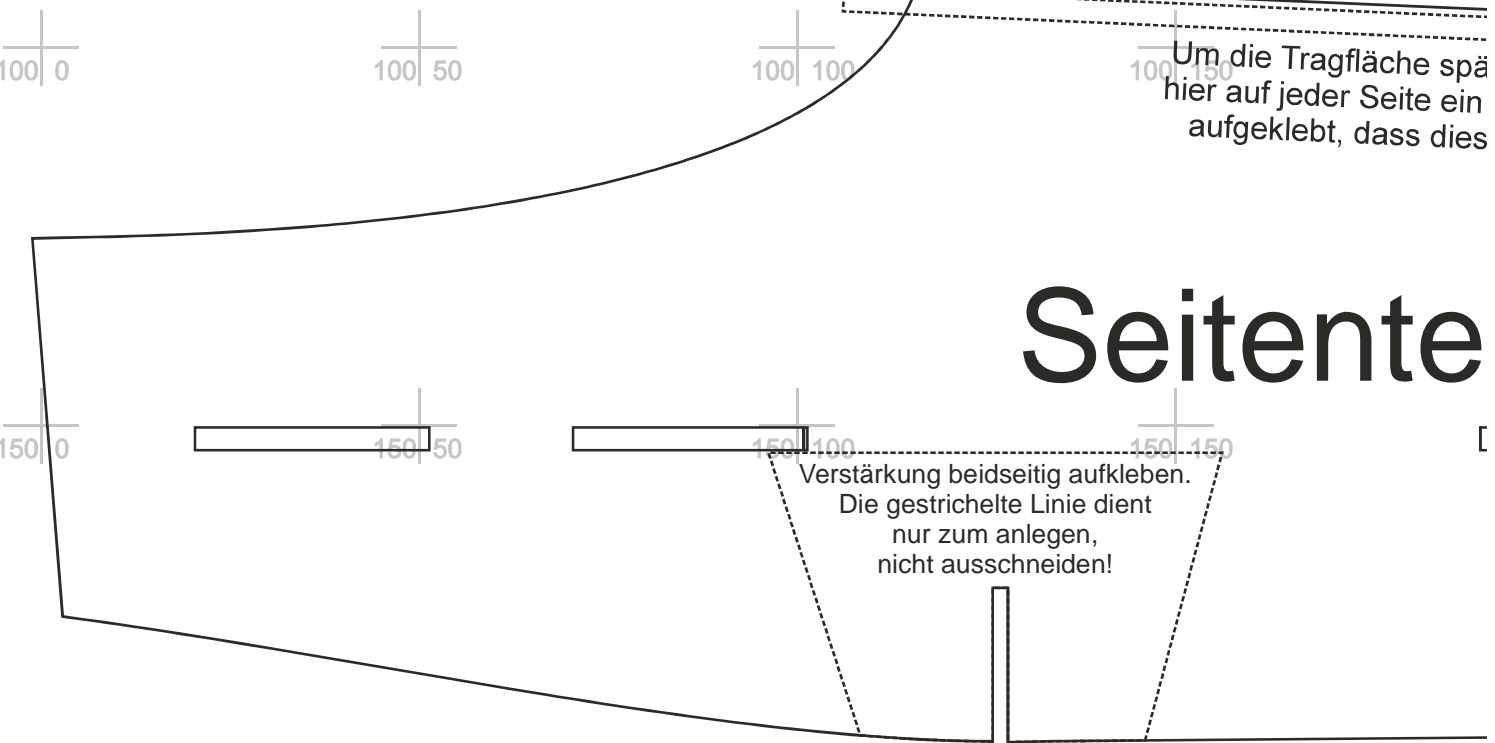 100 0
100 50
100 100
100 150
Um die Tragfläche spä
hier auf jeder Seite ein
aufgeklebt, dass dies
Seitente
150 0
150 50
150 100
150 150
Verstärkung beidseitig aufkleben.
Die gestrichelte Linie dient
nur zum anlegen,
nicht ausschneiden!